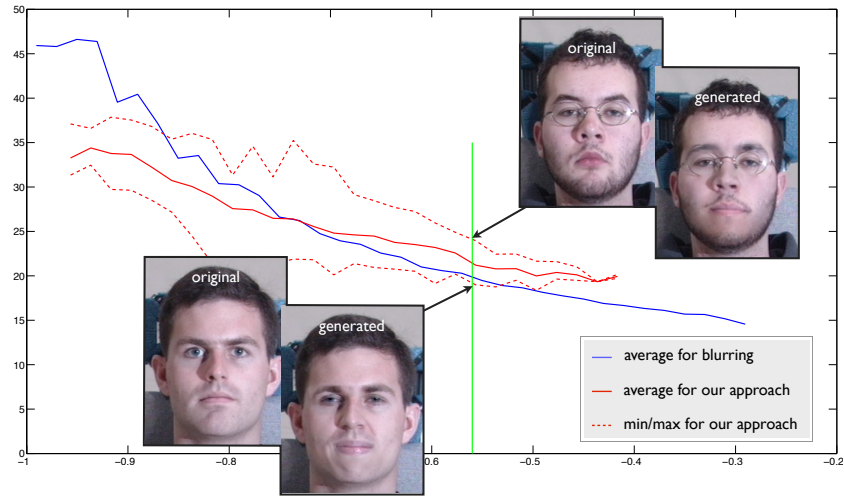 50
45
40
35
30
25
20
15
10
5
0
original
generated
original
generated
average for blurring
average for our approach
min/max for our approach
−1
−0.9
−0.8
0.6
−0.5
−0.4
−0.3
−0.2